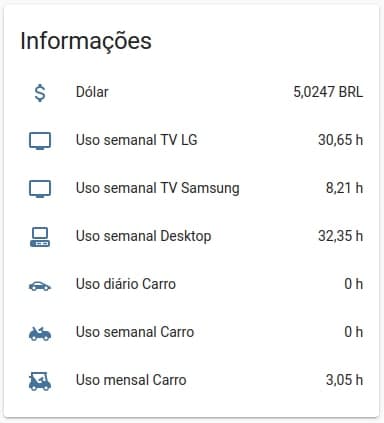 Informações
Dólar 5,0247 BRL
Uso semanal TV LG 30,65 h
Uso semanal TV Samsung 8,21 h
Uso semanal Desktop 32,35 h
Uso diário Carro 0 h
Uso semanal Carro 0 h
Uso mensal Carro 3,05 h